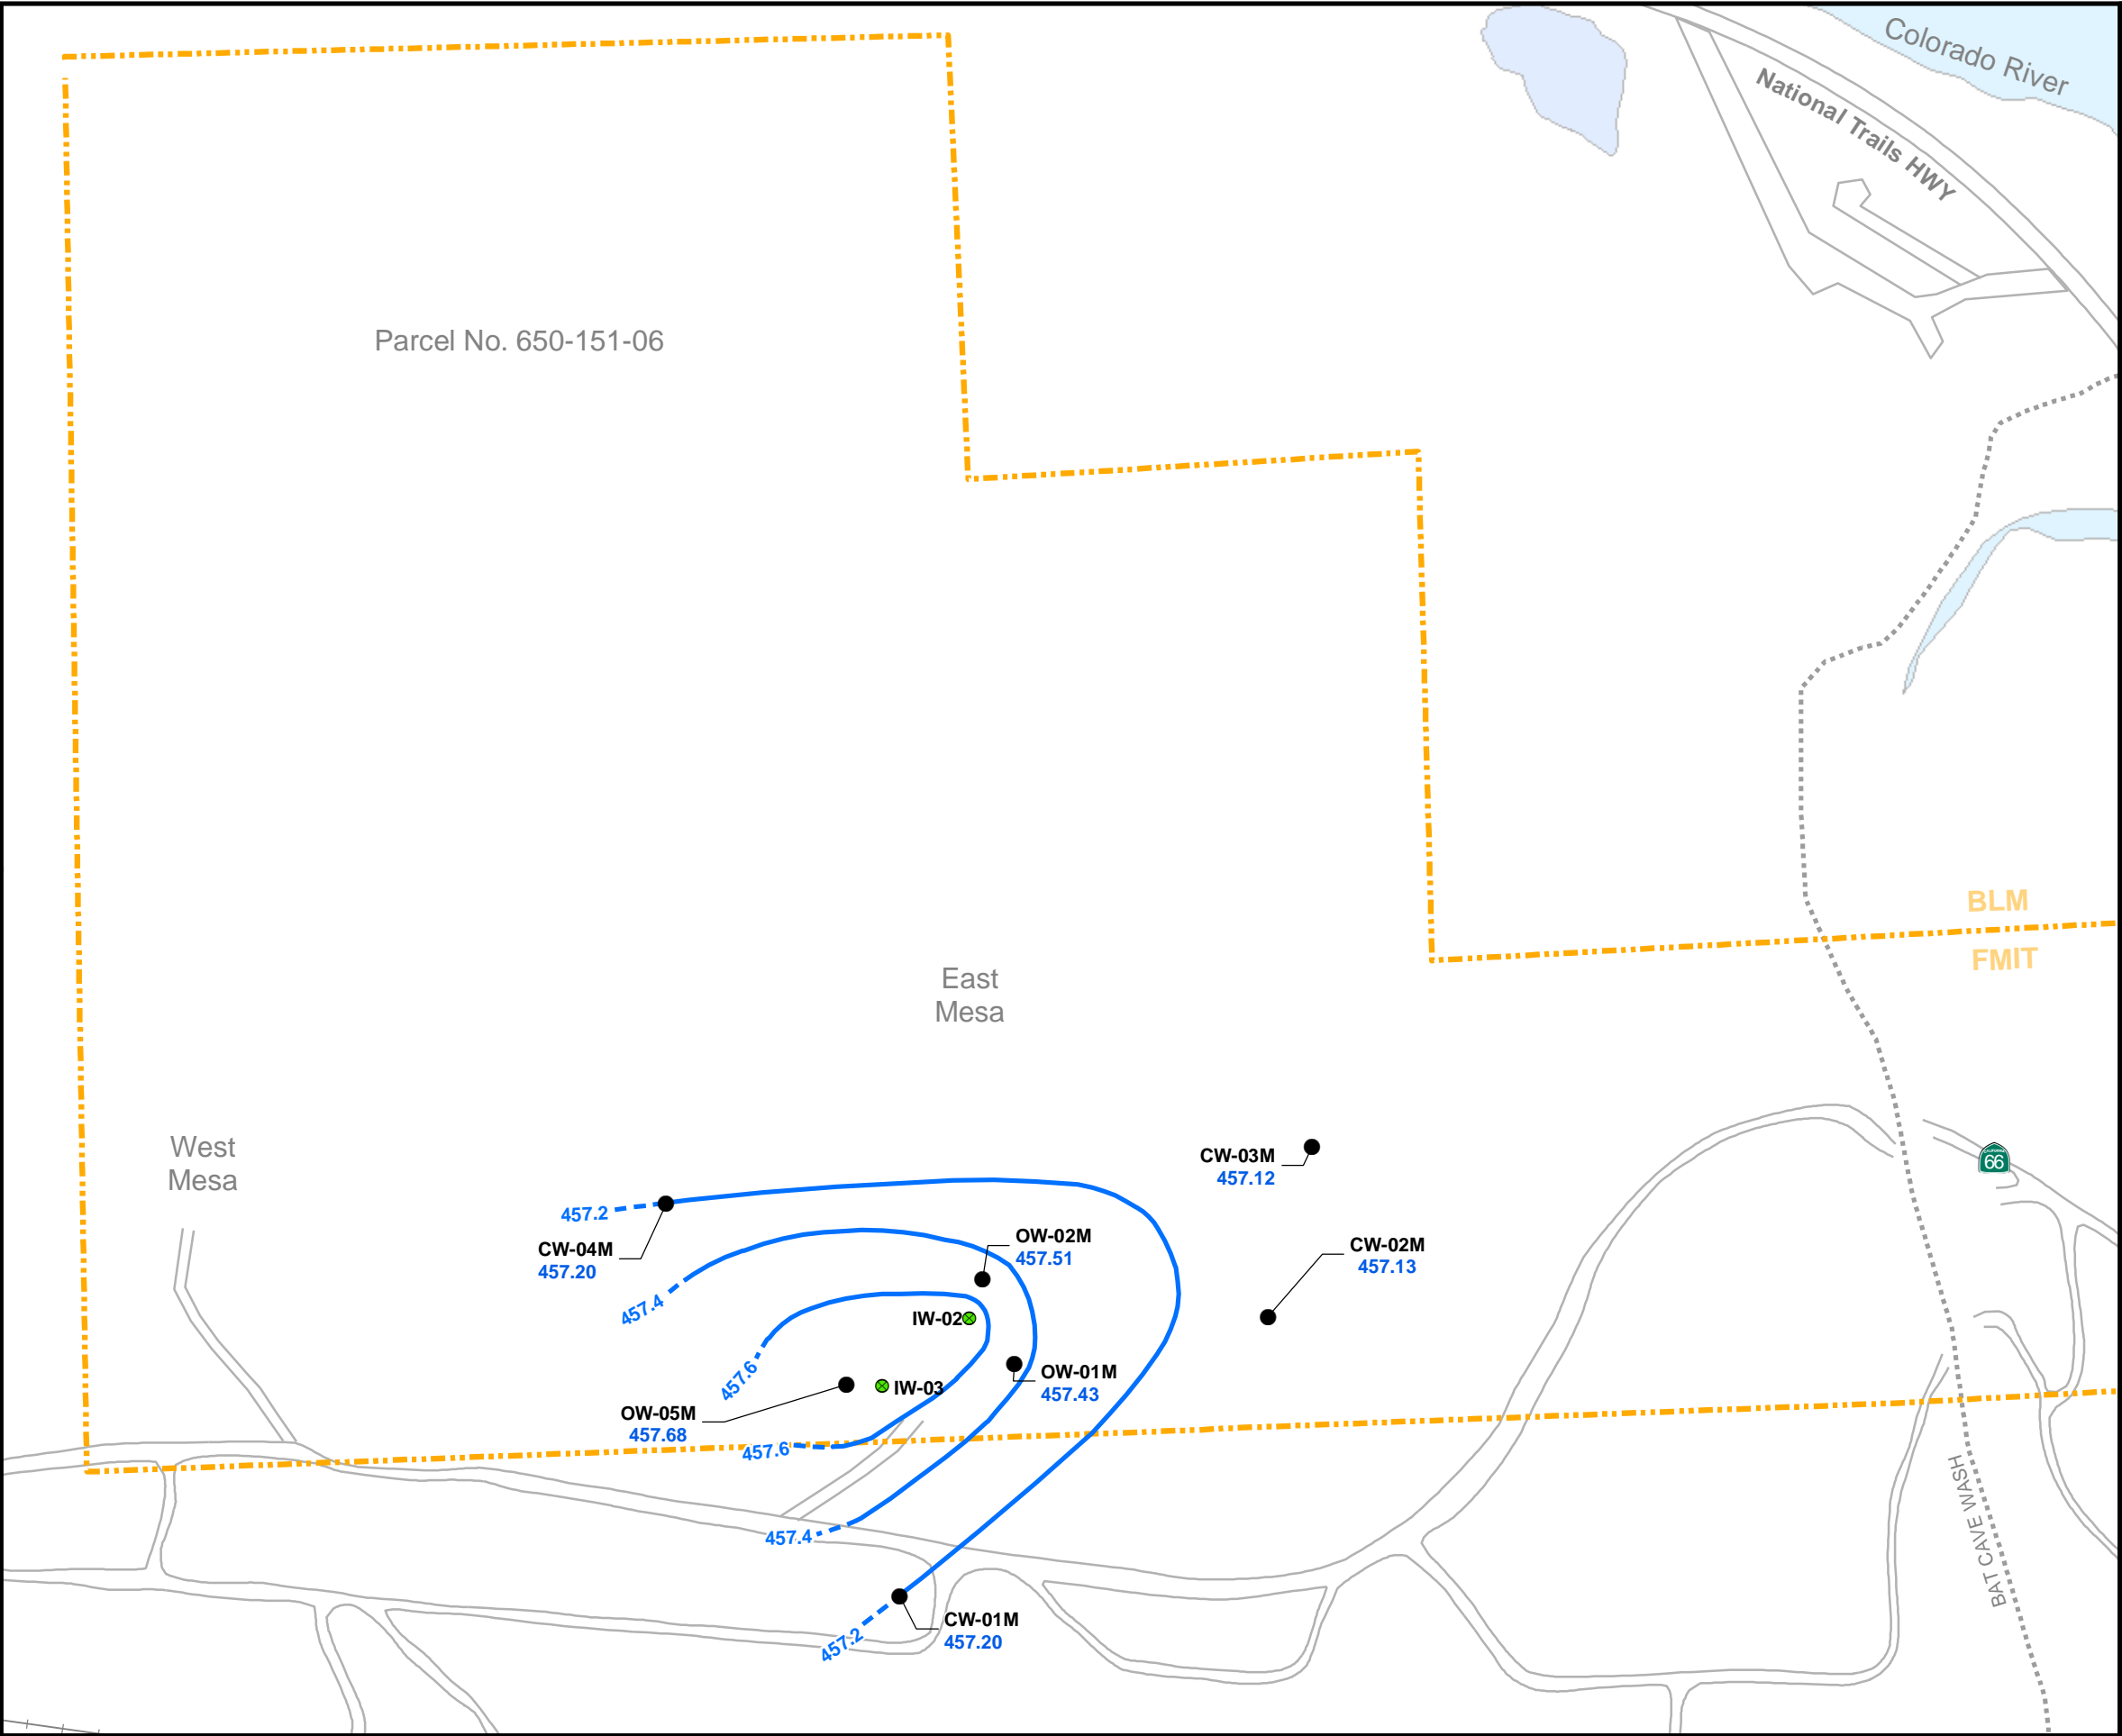 Colorado River
National Trails HWY
Parcel No. 650-151-06
BLM
FMIT
East
Mesa
West
Mesa
CW-03M
457.12
66
457.2
CW-04M
457.20
OW-02M
457.51
CW-02M
457.13
457.4
IW-02
457.6
OW-01M
457.43
IW-03
OW-05M
457.68
457.6
457.4
BAT CAVE WASH
CW-01M
457.20
457.2